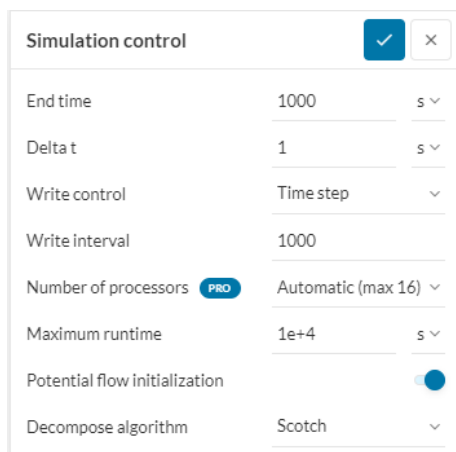 Simulation control
End time 1000 s
Delta t 1 s
Write control Time step
Write interval 1000
Number of processors PRO Automatic (max 16)
Maximum runtime 1e+4 s
Potential flow initialization
Decompose algorithm Scotch